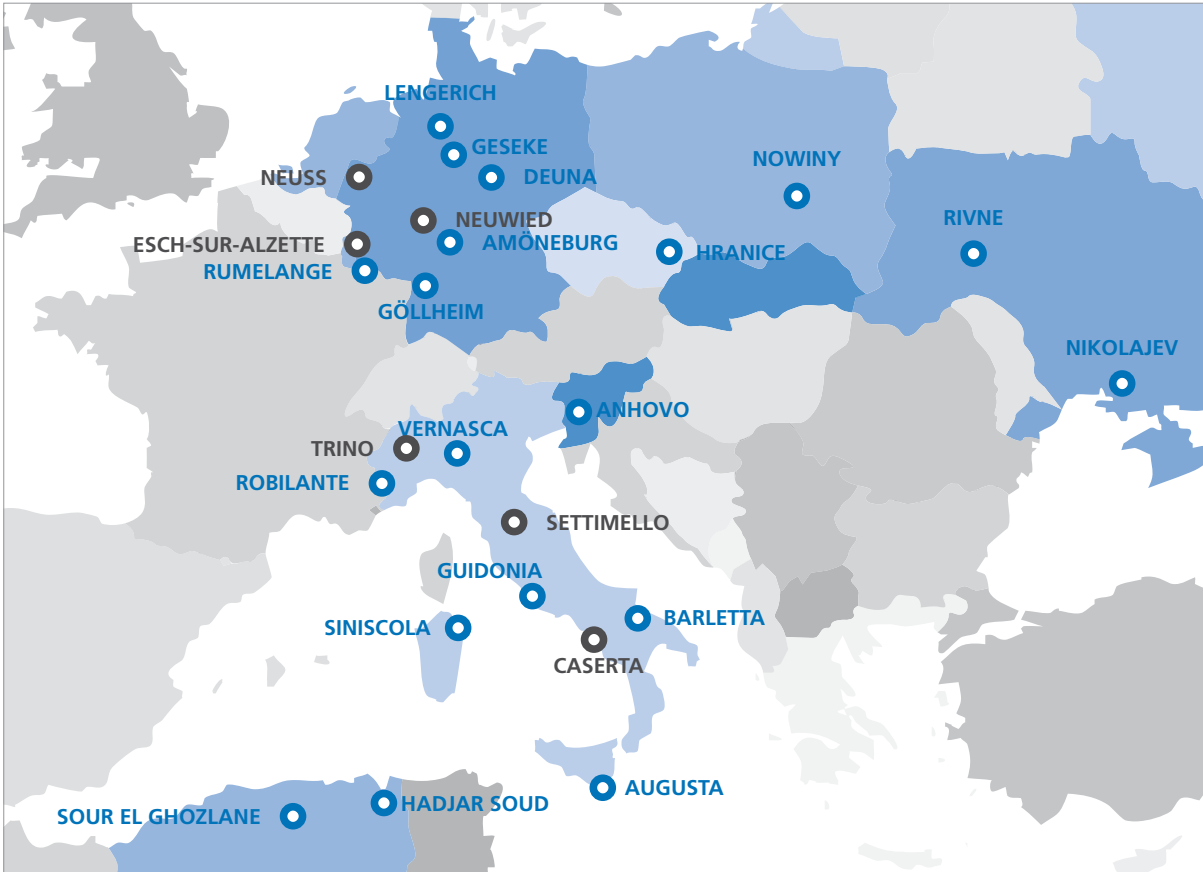 LENGERICH
GESEKE
NOWINY
NEUSS
DEUNA
RIVNE
NEUWIED
ESCH-SUR-ALZETTE
AMÖNEBURG
HRANICE
RUMELANGE
GÖLLHEIM
NIKOLAJEV
ANHOVO
VERNASCA
TRINO
ROBILANTE
SETTIMELLO
GUIDONIA
BARLETTA
SINISCOLA
CASERTA
AUGUSTA
HADJAR SOUD
SOUR EL GHOZLANE